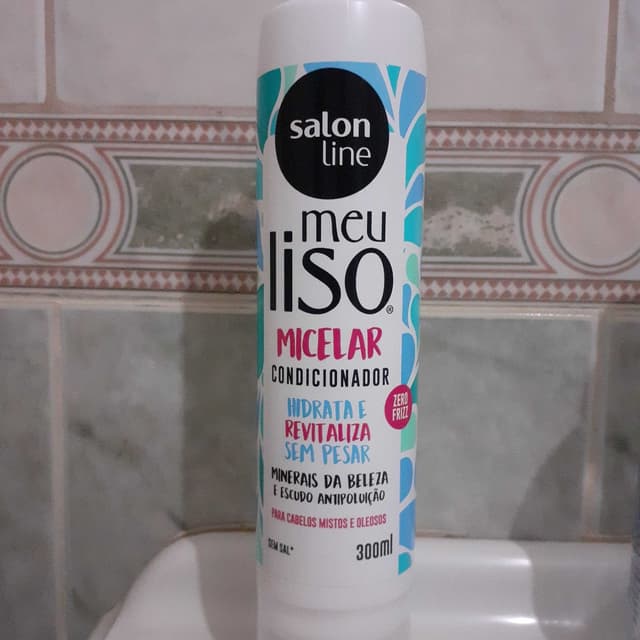 salon
line
meu
liso®
MICELAR
CONDICIONADOR
ZERO
FRIZZ
HIDRATA E
REVITALIZA
SEM PESAR
MINERAIS DA BELEZA
E ESCUDO ANTIPOLUIÇÃO
PARA CABELOS MISTOS E OLEOSOS
SEM SAL*
300ml